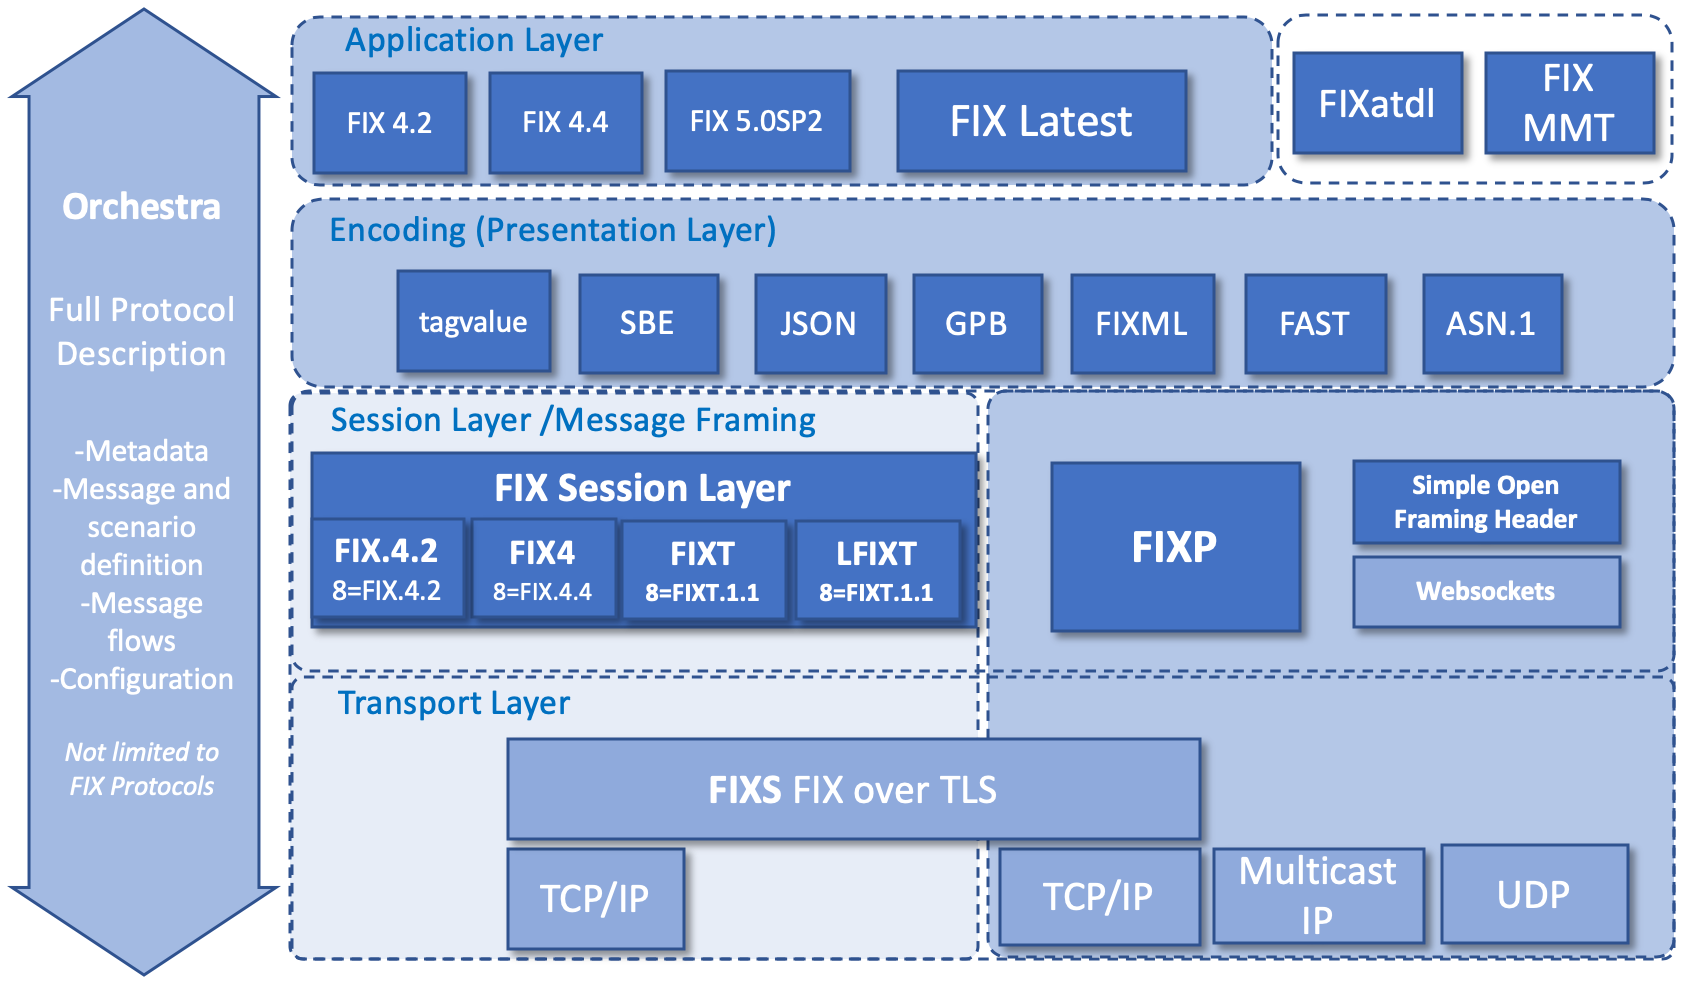 Orchestra
Full Protocol
Description
-Metadata
-Message and
scenario
definition
-Message
flows
-Configuration
Not limited to
FIX Protocols
Application Layer
FIX 4.2
FIX 4.4
FIX 5.0SP2
FIX Latest
FIXatdl
FIX
MMT
Encoding (Presentation Layer)
tagvalue
SBE
JSON
GPB
FIXML
FAST
ASN.1
Session Layer /Message Framing
FIX Session Layer
FIX.4.2
8=FIX.4.2
FIX4
8=FIX.4.4
FIXT
8=FIXT.1.1
LFIXT
8=FIXT.1.1
FIXP
Simple Open
Framing Header
Websockets
Transport Layer
FIXS FIX over TLS
TCP/IP
TCP/IP
Multicast
IP
UDP